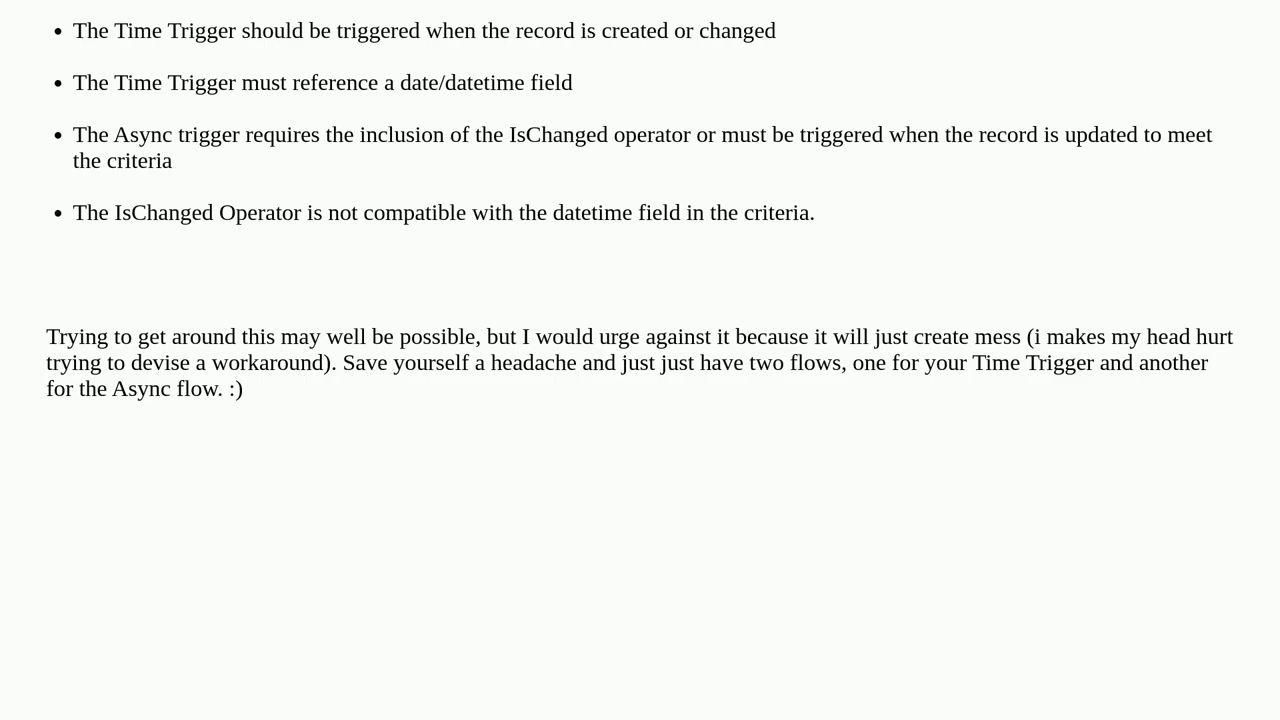 • The Time Trigger should be triggered when the record is created or changed
• The Time Trigger must reference a date/datetime field
• The Async trigger requires the inclusion of the IsChanged operator or must be triggered when the record is updated to meet
the criteria
• The IsChanged Operator is not compatible with the datetime field in the criteria.
Trying to get around this may well be possible, but I would urge against it because it will just create mess (i makes my head hurt
trying to devise a workaround). Save yourself a headache and just just have two flows, one for your Time Trigger and another
for the Async flow. :)